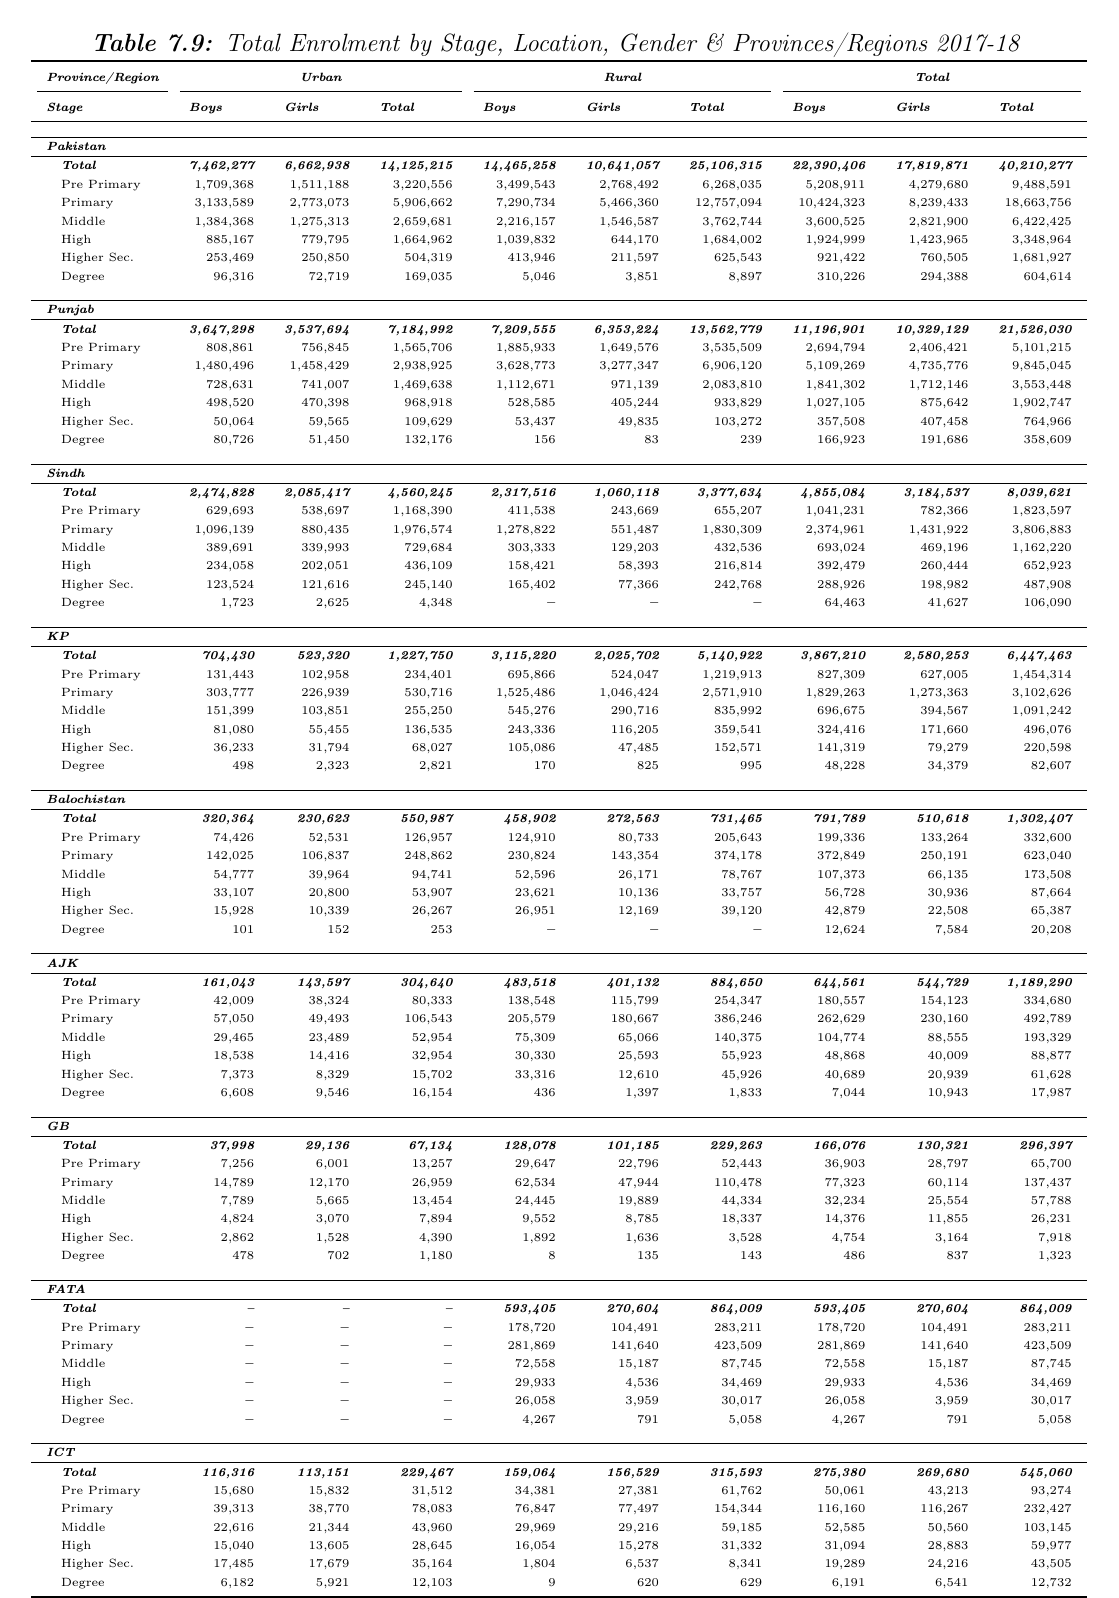 Table 7.9: Total Enrolment by Stage, Location, Gender & Provinces/Regions 2017-18
Province/Region Urban Rural Total
Stage Boys Girls Total Boys Girls Total Boys Girls Total
Pakistan
Total 7,462,277 6,662,938 14,125,215 14,465,258 10,641,057 25,106,315 22,390,406 17,819,871 40,210,277
Pre Primary 1,709,368 1,511,188 3,220,556 3,499,543 2,768,492 6,268,035 5,208,911 4,279,680 9,488,591
Primary 3,133,589 2,773,073 5,906,662 7,290,734 5,466,360 12,757,094 10,424,323 8,239,433 18,663,756
Middle 1,384,368 1,275,313 2,659,681 2,216,157 1,546,587 3,762,744 3,600,525 2,821,900 6,422,425
High 885,167 779,795 1,664,962 1,039,832 644,170 1,684,002 1,924,999 1,423,965 3,348,964
Higher Sec. 253,469 250,850 504,319 413,946 211,597 625,543 921,422 760,505 1,681,927
Degree 96,316 72,719 169,035 5,046 3,851 8,897 310,226 294,388 604,614
Punjab
Total 3,647,298 3,537,694 7,184,992 7,209,555 6,353,224 13,562,779 11,196,901 10,329,129 21,526,030
Pre Primary 808,861 756,845 1,565,706 1,885,933 1,649,576 3,535,509 2,694,794 2,406,421 5,101,215
Primary 1,480,496 1,458,429 2,938,925 3,628,773 3,277,347 6,906,120 5,109,269 4,735,776 9,845,045
Middle 728,631 741,007 1,469,638 1,112,671 971,139 2,083,810 1,841,302 1,712,146 3,553,448
High 498,520 470,398 968,918 528,585 405,244 933,829 1,027,105 875,642 1,902,747
Higher Sec. 50,064 59,565 109,629 53,437 49,835 103,272 357,508 407,458 764,966
Degree 80,726 51,450 132,176 156 83 239 166,923 191,686 358,609
Sindh
Total 2,474,828 2,085,417 4,560,245 2,317,516 1,060,118 3,377,634 4,855,084 3,184,537 8,039,621
Pre Primary 629,693 538,697 1,168,390 411,538 243,669 655,207 1,041,231 782,366 1,823,597
Primary 1,096,139 880,435 1,976,574 1,278,822 551,487 1,830,309 2,374,961 1,431,922 3,806,883
Middle 389,691 339,993 729,684 303,333 129,203 432,536 693,024 469,196 1,162,220
High 234,058 202,051 436,109 158,421 58,393 216,814 392,479 260,444 652,923
Higher Sec. 123,524 121,616 245,140 165,402 77,366 242,768 288,926 198,982 487,908
Degree 1,723 2,625 4,348 – – – 64,463 41,627 106,090
KP
Total 704,430 523,320 1,227,750 3,115,220 2,025,702 5,140,922 3,867,210 2,580,253 6,447,463
Pre Primary 131,443 102,958 234,401 695,866 524,047 1,219,913 827,309 627,005 1,454,314
Primary 303,777 226,939 530,716 1,525,486 1,046,424 2,571,910 1,829,263 1,273,363 3,102,626
Middle 151,399 103,851 255,250 545,276 290,716 835,992 696,675 394,567 1,091,242
High 81,080 55,455 136,535 243,336 116,205 359,541 324,416 171,660 496,076
Higher Sec. 36,233 31,794 68,027 105,086 47,485 152,571 141,319 79,279 220,598
Degree 498 2,323 2,821 170 825 995 48,228 34,379 82,607
Balochistan
Total 320,364 230,623 550,987 458,902 272,563 731,465 791,789 510,618 1,302,407
Pre Primary 74,426 52,531 126,957 124,910 80,733 205,643 199,336 133,264 332,600
Primary 142,025 106,837 248,862 230,824 143,354 374,178 372,849 250,191 623,040
Middle 54,777 39,964 94,741 52,596 26,171 78,767 107,373 66,135 173,508
High 33,107 20,800 53,907 23,621 10,136 33,757 56,728 30,936 87,664
Higher Sec. 15,928 10,339 26,267 26,951 12,169 39,120 42,879 22,508 65,387
Degree 101 152 253 – – – 12,624 7,584 20,208
AJK
Total 161,043 143,597 304,640 483,518 401,132 884,650 644,561 544,729 1,189,290
Pre Primary 42,009 38,324 80,333 138,548 115,799 254,347 180,557 154,123 334,680
Primary 57,050 49,493 106,543 205,579 180,667 386,246 262,629 230,160 492,789
Middle 29,465 23,489 52,954 75,309 65,066 140,375 104,774 88,555 193,329
High 18,538 14,416 32,954 30,330 25,593 55,923 48,868 40,009 88,877
Higher Sec. 7,373 8,329 15,702 33,316 12,610 45,926 40,689 20,939 61,628
Degree 6,608 9,546 16,154 436 1,397 1,833 7,044 10,943 17,987
GB
Total 37,998 29,136 67,134 128,078 101,185 229,263 166,076 130,321 296,397
Pre Primary 7,256 6,001 13,257 29,647 22,796 52,443 36,903 28,797 65,700
Primary 14,789 12,170 26,959 62,534 47,944 110,478 77,323 60,114 137,437
Middle 7,789 5,665 13,454 24,445 19,889 44,334 32,234 25,554 57,788
High 4,824 3,070 7,894 9,552 8,785 18,337 14,376 11,855 26,231
Higher Sec. 2,862 1,528 4,390 1,892 1,636 3,528 4,754 3,164 7,918
Degree 478 702 1,180 8 135 143 486 837 1,323
FATA
Total – – – 593,405 270,604 864,009 593,405 270,604 864,009
Pre Primary – – – 178,720 104,491 283,211 178,720 104,491 283,211
Primary – – – 281,869 141,640 423,509 281,869 141,640 423,509
Middle – – – 72,558 15,187 87,745 72,558 15,187 87,745
High – – – 29,933 4,536 34,469 29,933 4,536 34,469
Higher Sec. – – – 26,058 3,959 30,017 26,058 3,959 30,017
Degree – – – 4,267 791 5,058 4,267 791 5,058
ICT
Total 116,316 113,151 229,467 159,064 156,529 315,593 275,380 269,680 545,060
Pre Primary 15,680 15,832 31,512 34,381 27,381 61,762 50,061 43,213 93,274
Primary 39,313 38,770 78,083 76,847 77,497 154,344 116,160 116,267 232,427
Middle 22,616 21,344 43,960 29,969 29,216 59,185 52,585 50,560 103,145
High 15,040 13,605 28,645 16,054 15,278 31,332 31,094 28,883 59,977
Higher Sec. 17,485 17,679 35,164 1,804 6,537 8,341 19,289 24,216 43,505
Degree 6,182 5,921 12,103 9 620 629 6,191 6,541 12,732